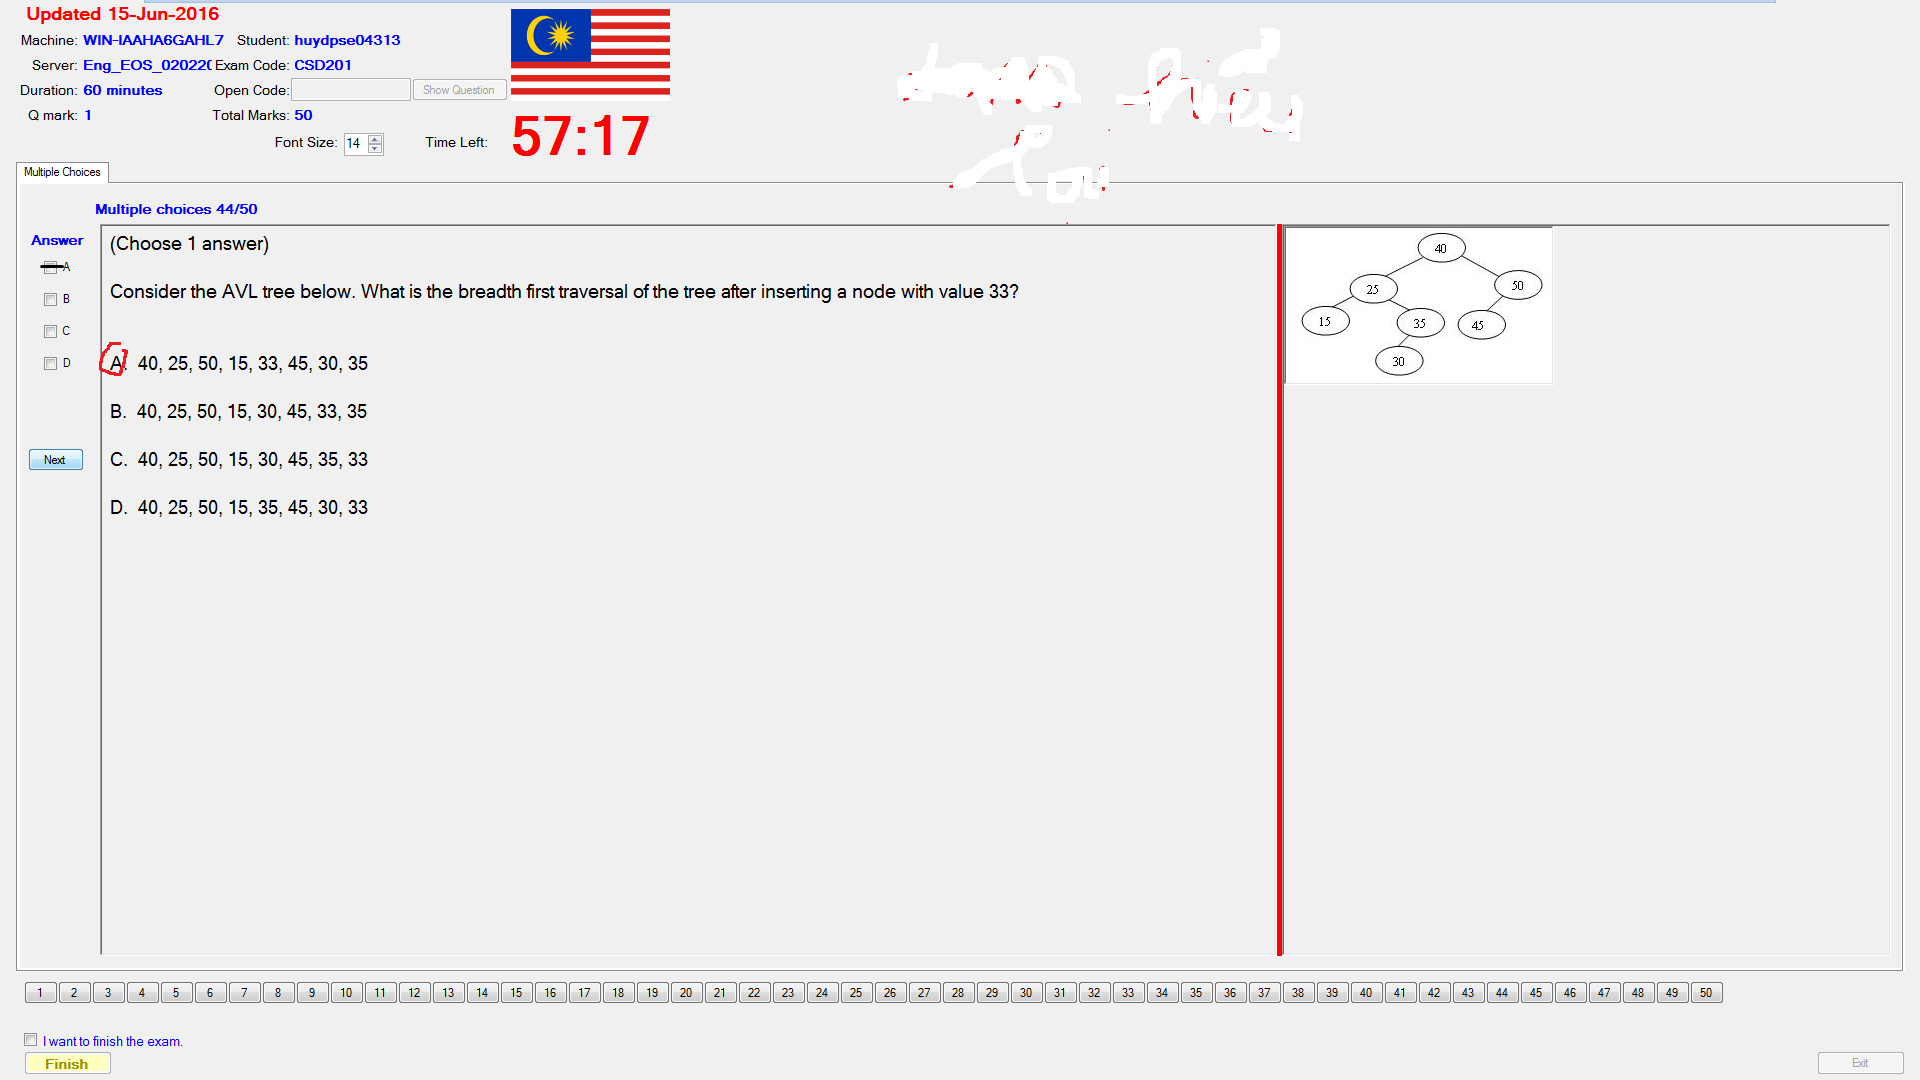 Updated 15-Jun-2016
Machine: WIN-IAAHA6GAHL7 Student: huydpse04313
Server: Eng_EOS_020220 Exam Code: CSD201
Duration: 60 minutes Open Code: Show Question
Q mark: 1 Total Marks: 50
Font Size: 14 Time Left: 57:17
Multiple Choices
Multiple choices 44/50
Answer
A
B
C
D
Next
(Choose 1 answer)
Consider the AVL tree below. What is the breadth first traversal of the tree after inserting a node with value 33?
A. 40, 25, 50, 15, 33, 45, 30, 35
B. 40, 25, 50, 15, 30, 45, 33, 35
C. 40, 25, 50, 15, 30, 45, 35, 33
D. 40, 25, 50, 15, 35, 45, 30, 33
40
25 50
15 35 45
30
1 2 3 4 5 6 7 8 9 10 11 12 13 14 15 16 17 18 19 20 21 22 23 24 25 26 27 28 29 30 31 32 33 34 35 36 37 38 39 40 41 42 43 44 45 46 47 48 49 50
I want to finish the exam.
Finish
Exit